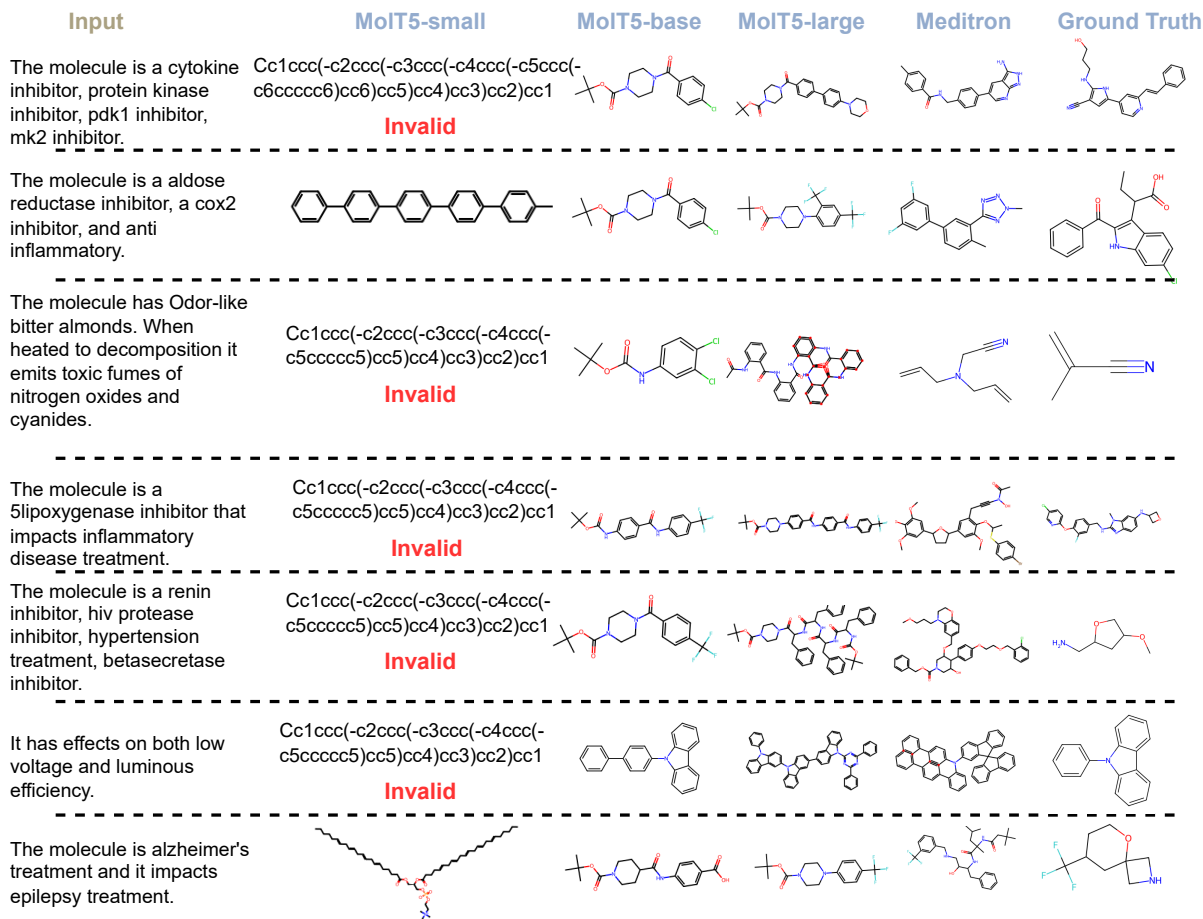 Input MolT5-small MolT5-base MolT5-large Meditron Ground Truth
The molecule is a cytokine
inhibitor, protein kinase
inhibitor, pdk1 inhibitor,
mk2 inhibitor.
Cc1ccc(-c2ccc(-c3ccc(-c4ccc(-c5ccc(-
c6ccccc6)cc6)cc5)cc4)cc3)cc2)cc1
Invalid
The molecule is a aldose
reductase inhibitor, a cox2
inhibitor, and anti
inflammatory.
The molecule has Odor-like
bitter almonds. When
heated to decomposition it
emits toxic fumes of
nitrogen oxides and
cyanides.
Cc1ccc(-c2ccc(-c3ccc(-c4ccc(-
c5ccccc5)cc5)cc4)cc3)cc2)cc1
Invalid
The molecule is a
5lipoxygenase inhibitor that
impacts inflammatory
disease treatment.
Cc1ccc(-c2ccc(-c3ccc(-c4ccc(-
c5ccccc5)cc5)cc4)cc3)cc2)cc1
Invalid
The molecule is a renin
inhibitor, hiv protease
inhibitor, hypertension
treatment, betasecretase
inhibitor.
Cc1ccc(-c2ccc(-c3ccc(-c4ccc(-
c5ccccc5)cc5)cc4)cc3)cc2)cc1
Invalid
It has effects on both low
voltage and luminous
efficiency.
Cc1ccc(-c2ccc(-c3ccc(-c4ccc(-
c5ccccc5)cc5)cc4)cc3)cc2)cc1
Invalid
The molecule is alzheimer's
treatment and it impacts
epilepsy treatment.